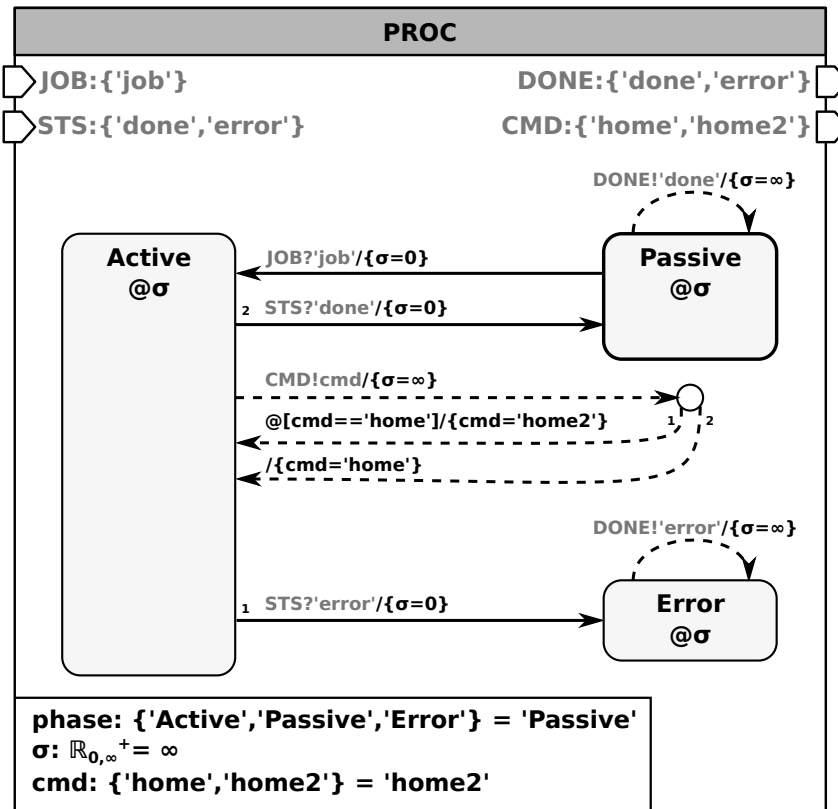 PROC
JOB:{'job'}
DONE:{'done','error'}
STS:{'done','error'}
CMD:{'home','home2'}
DONE!'done'/{σ=∞}
Active
@σ
JOB?'job'/{σ=0}
Passive
@σ
2 STS?'done'/{σ=0}
CMD!cmd/{σ=∞}
@[cmd=='home']/{cmd='home2'}
1 2
/{cmd='home'}
DONE!'error'/{σ=∞}
1 STS?'error'/{σ=0}
Error
@σ
phase: {'Active','Passive','Error'} = 'Passive'
σ: ℝ₀,∞⁺= ∞
cmd: {'home','home2'} = 'home2'